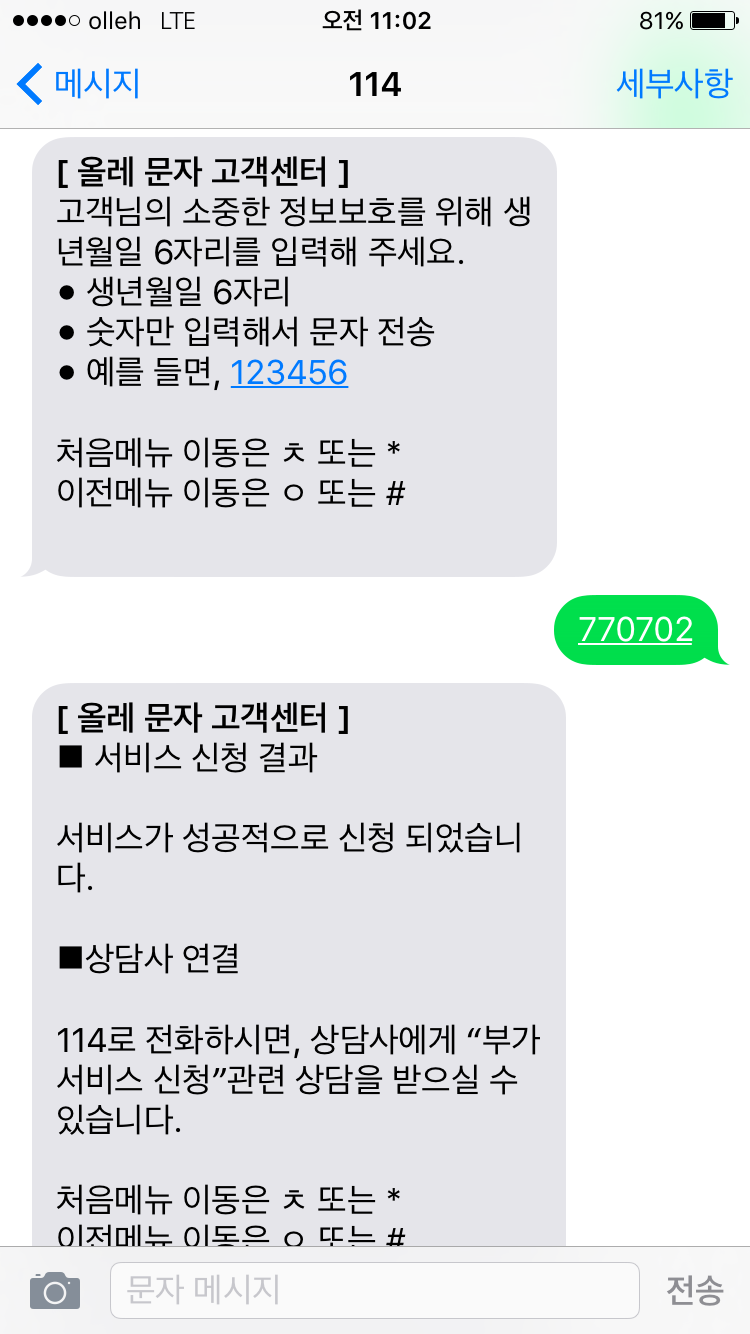 ●●●●○ olleh LTE 오전 11:02 81%
메시지 114 세부사항
[ 올레 문자 고객센터 ]
고객님의 소중한 정보보호를 위해 생
년월일 6자리를 입력해 주세요.
● 생년월일 6자리
● 숫자만 입력해서 문자 전송
● 예를 들면, 123456
처음메뉴 이동은 ㅊ 또는 *
이전메뉴 이동은 ㅇ 또는 #
770702
[ 올레 문자 고객센터 ]
■ 서비스 신청 결과
서비스가 성공적으로 신청 되었습니
다.
■상담사 연결
114로 전화하시면, 상담사에게 “부가
서비스 신청”관련 상담을 받으실 수
있습니다.
처음메뉴 이동은 ㅊ 또는 *
이전메뉴 이동은 ㅇ 또는 #
문자 메시지 전송